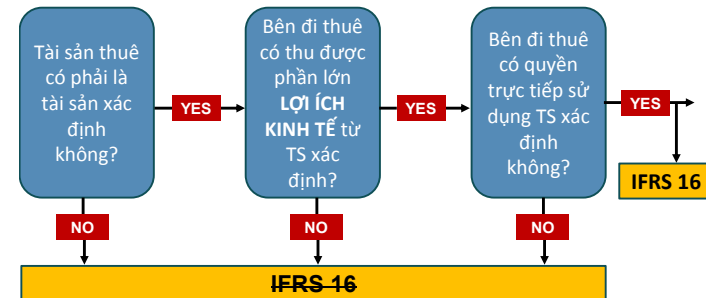 Tài sản thuê
có phải là
tài sản xác
định
không?
YES
Bên đi thuê
có thu được
phần lớn
LỢI ÍCH
KINH TẾ từ
TS xác
định?
YES
Bên đi thuê
có quyền
trực tiếp sử
dụng TS xác
định
không?
YES
IFRS 16
NO
NO
NO
IFRS 16